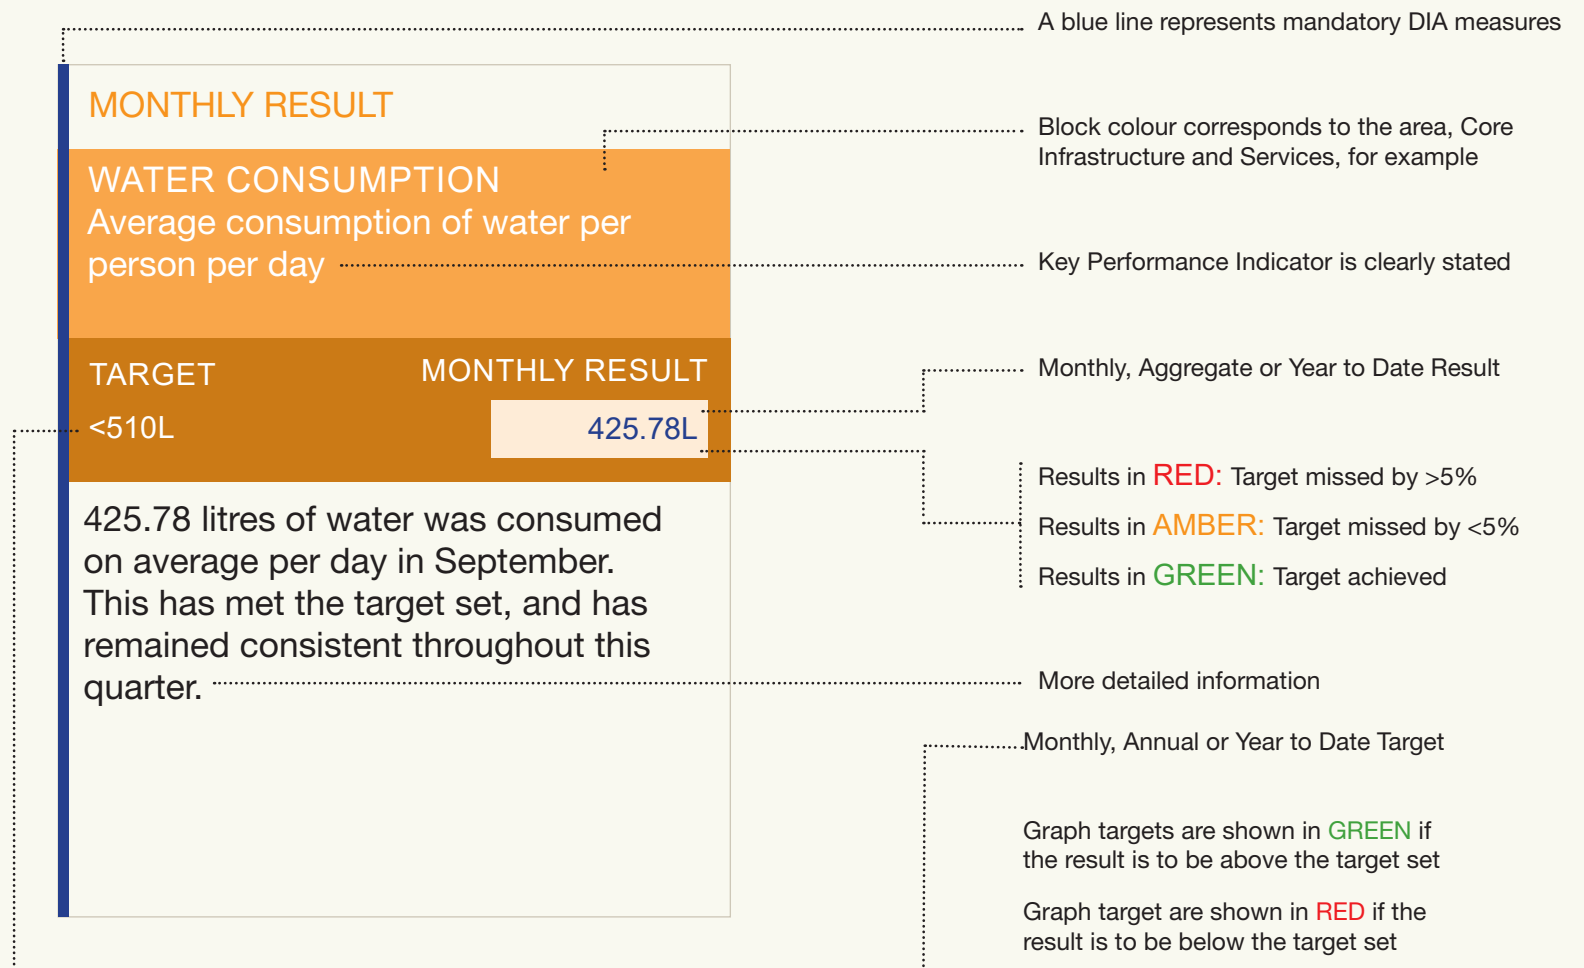 A blue line represents mandatory DIA measures
MONTHLY RESULT
Block colour corresponds to the area, Core
Infrastructure and Services, for example
WATER CONSUMPTION
Average consumption of water per
person per day
Key Performance Indicator is clearly stated
TARGET
MONTHLY RESULT
<510L
425.78L
Monthly, Aggregate or Year to Date Result
Results in RED: Target missed by >5%
Results in AMBER: Target missed by <5%
Results in GREEN: Target achieved
425.78 litres of water was consumed
on average per day in September.
This has met the target set, and has
remained consistent throughout this
quarter.
More detailed information
Monthly, Annual or Year to Date Target
Graph targets are shown in GREEN if
the result is to be above the target set
Graph target are shown in RED if the
result is to be below the target set